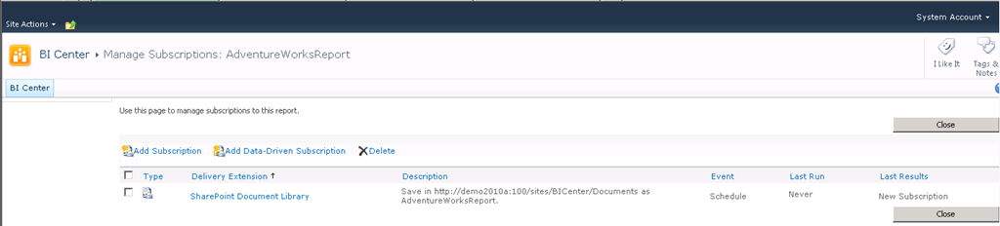 System Account
Site Actions
BI Center ▸ Manage Subscriptions: AdventureWorksReport
I Like It
Tags &
Notes
BI Center
Use this page to manage subscriptions to this report.
Close
Add Subscription Add Data-Driven Subscription Delete
Type Delivery Extension ↑ Description Event Last Run Last Results
SharePoint Document Library Save in http://demo2010a:100/sites/BICenter/Documents as Schedule Never New Subscription
AdventureWorksReport.
Close